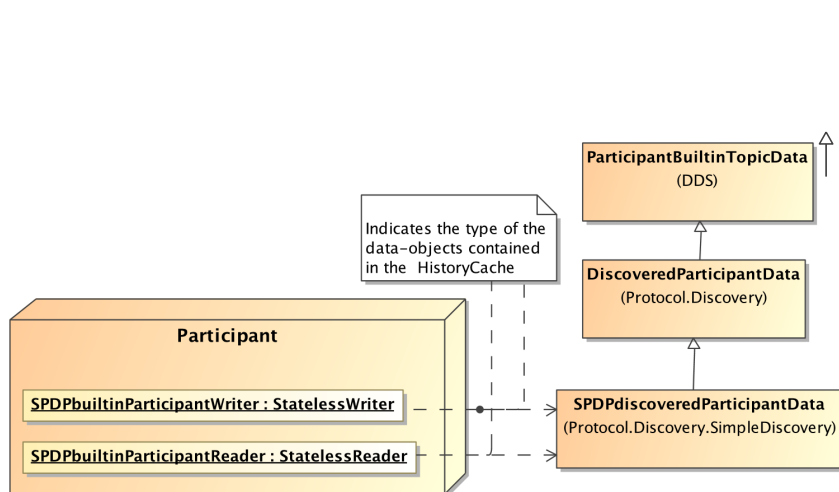 ParticipantBuiltinTopicData
(DDS)
Indicates the type of the
data-objects contained
in the HistoryCache
DiscoveredParticipantData
(Protocol.Discovery)
Participant
SPDPbuiltinParticipantWriter : StatelessWriter
SPDPdiscoveredParticipantData
(Protocol.Discovery.SimpleDiscovery)
SPDPbuiltinParticipantReader : StatelessReader